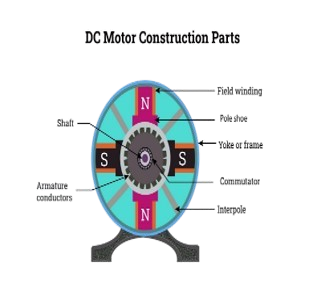 DC Motor Construction Parts
Field winding
N
Pole shoe
Shaft
Yoke or frame
S
S
Commutator
Armature
conductors
Interpole
N